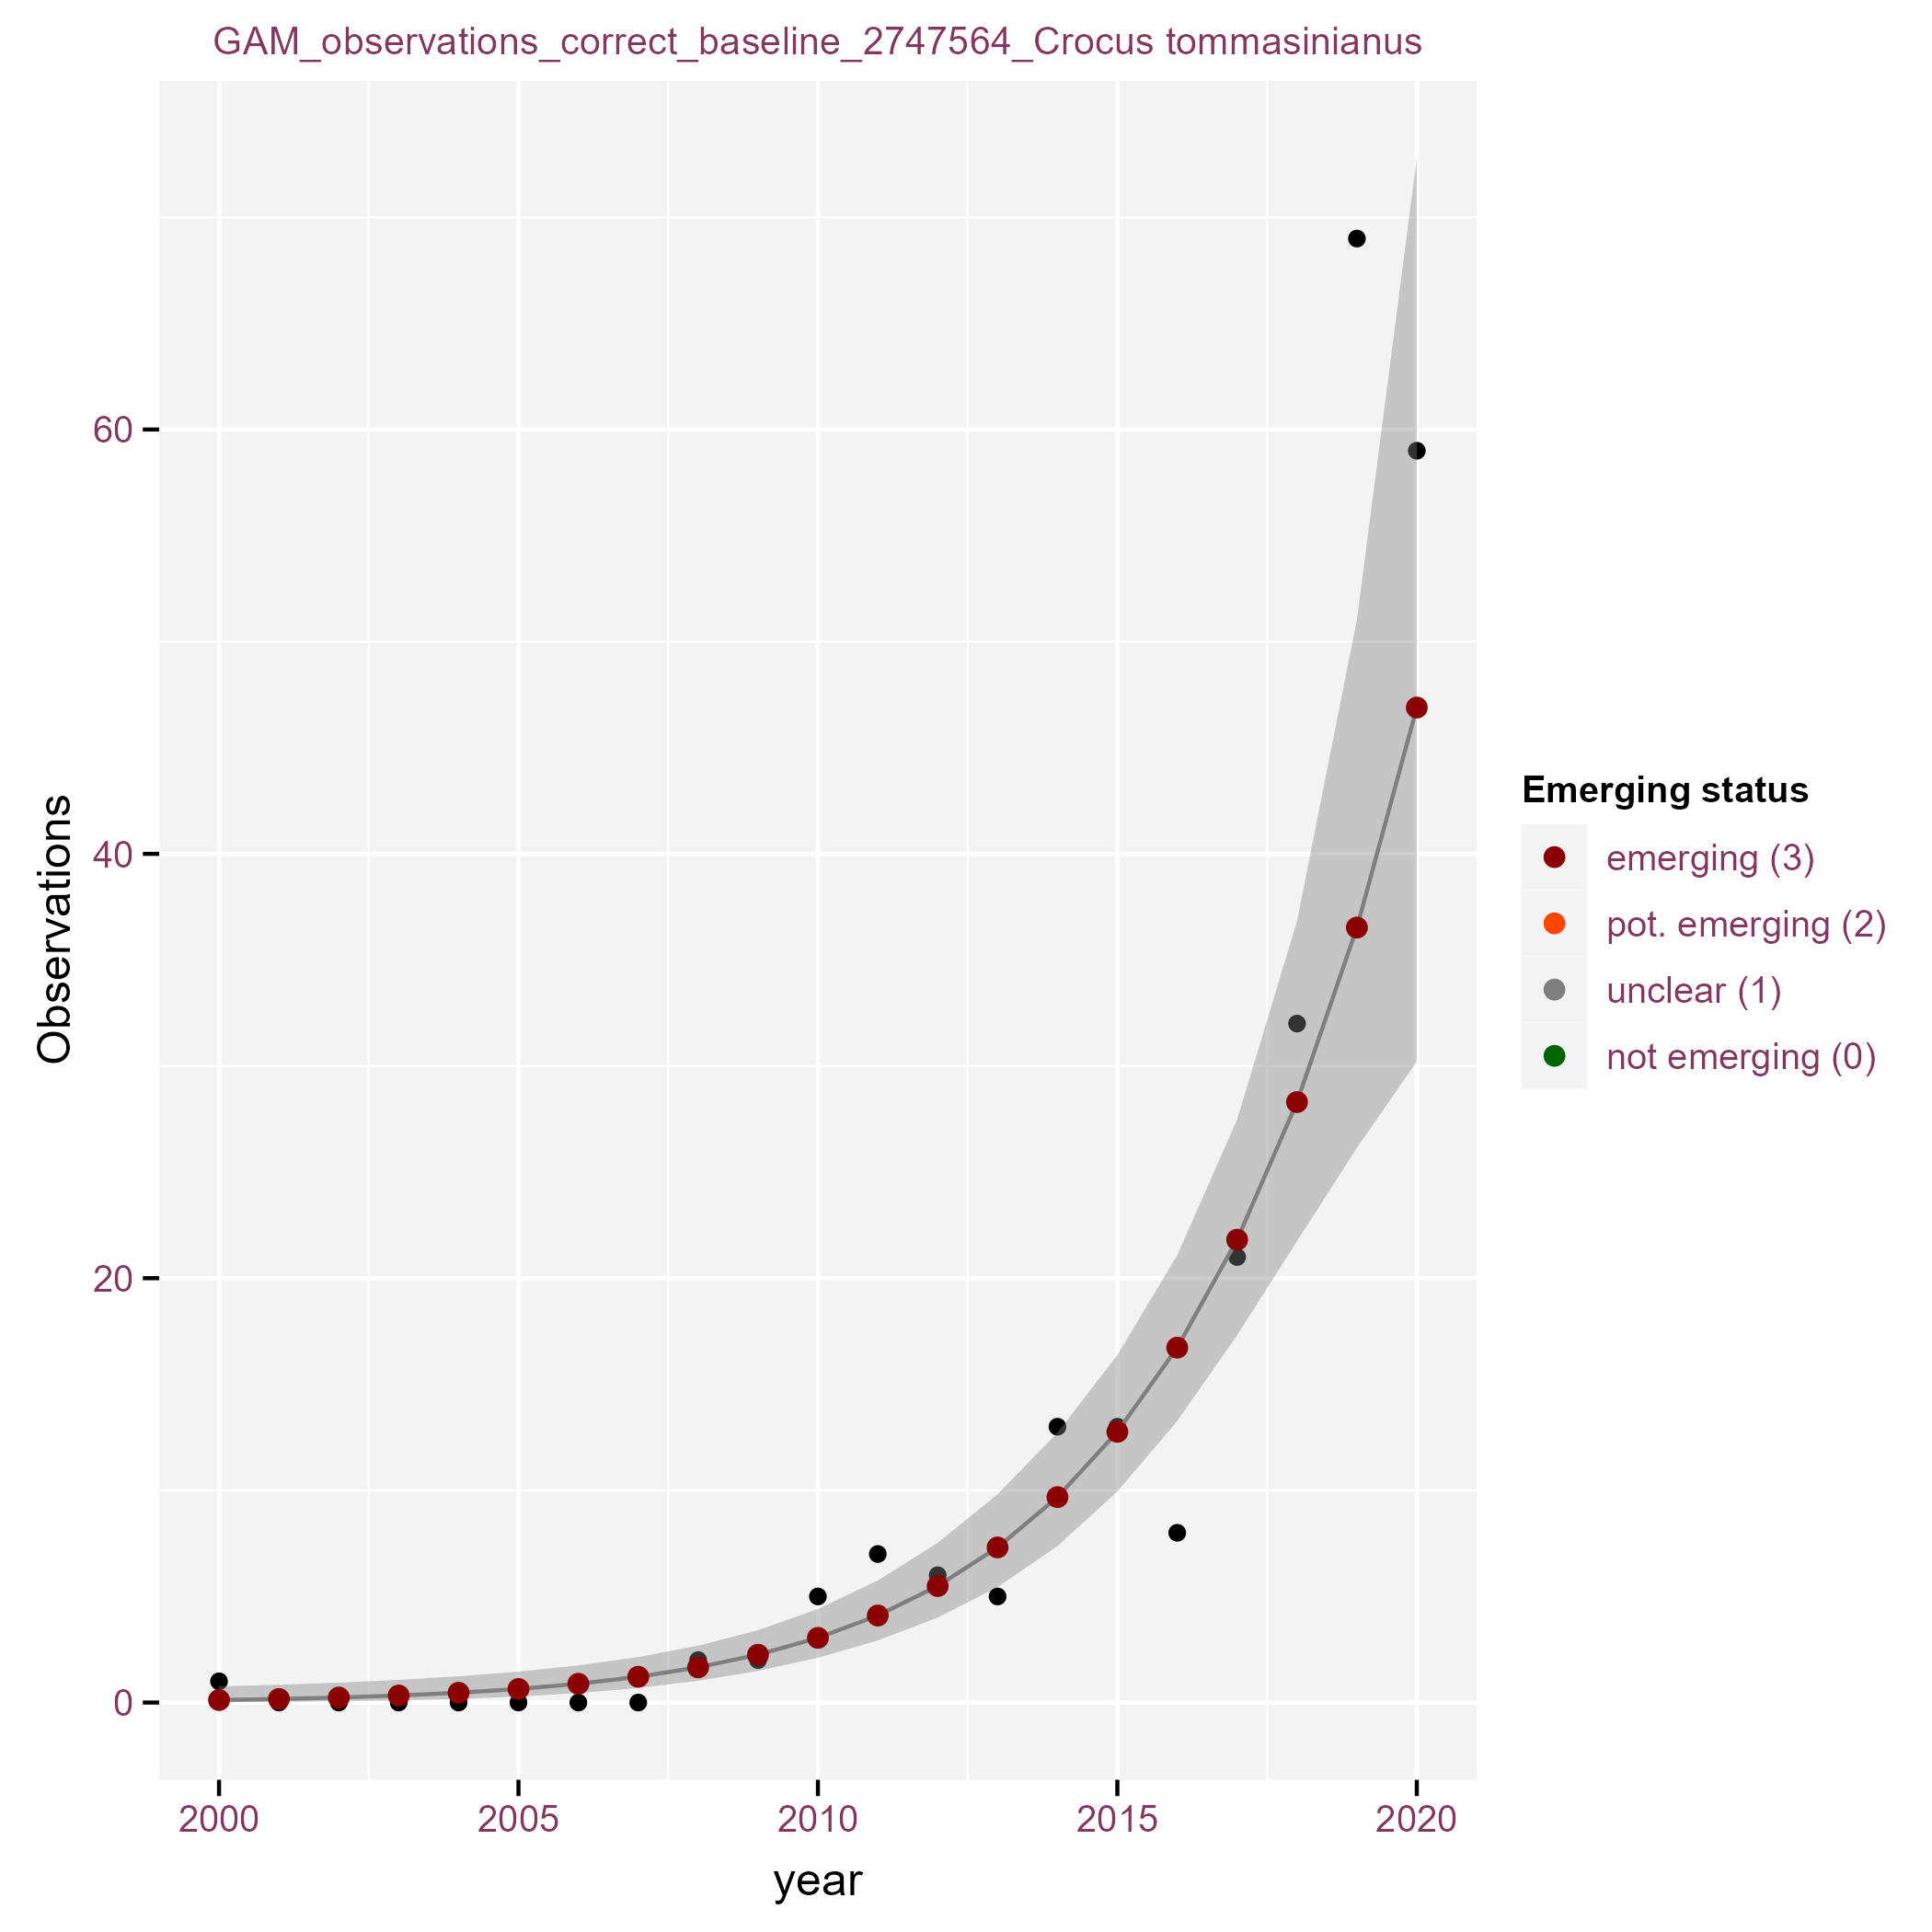 GAM_observations_correct_baseline_2747564_Crocus tommasinianus
60
40
20
0
Observations
2000 2005 2010 2015 2020
year
Emerging status
emerging (3)
pot. emerging (2)
unclear (1)
not emerging (0)